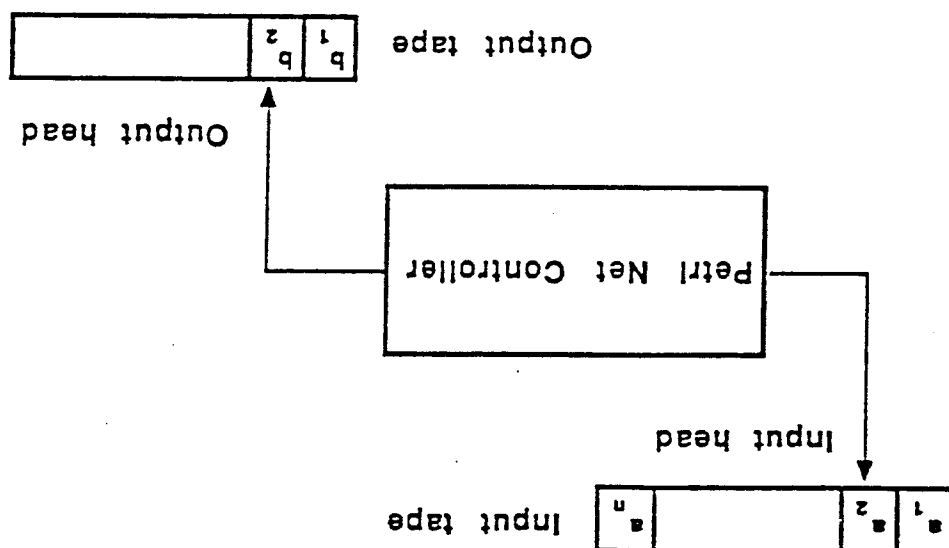 a₁ a₂ aₙ Input tape
Input head
Petri Net Controller
Output head
Output tape b₁ b₂